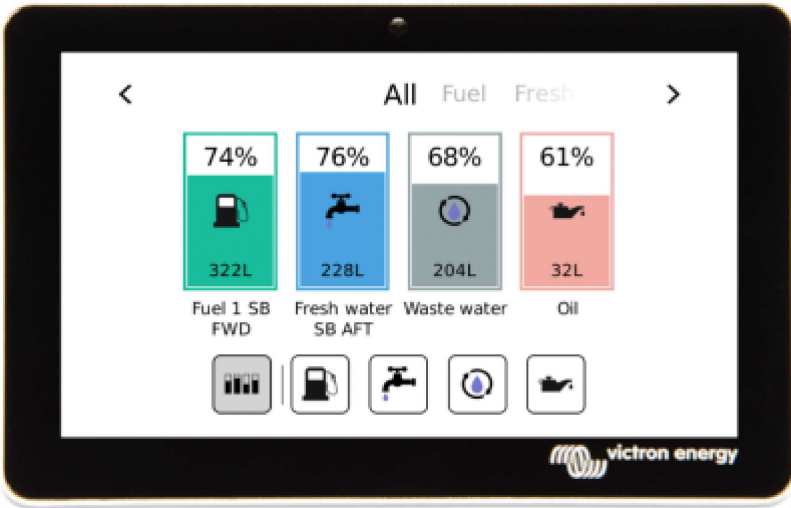 All Fuel Fresh
74% 76% 68% 61%
322L 228L 204L 32L
Fuel 1 SB Fresh water Waste water Oil
FWD SB AFT
victron energy